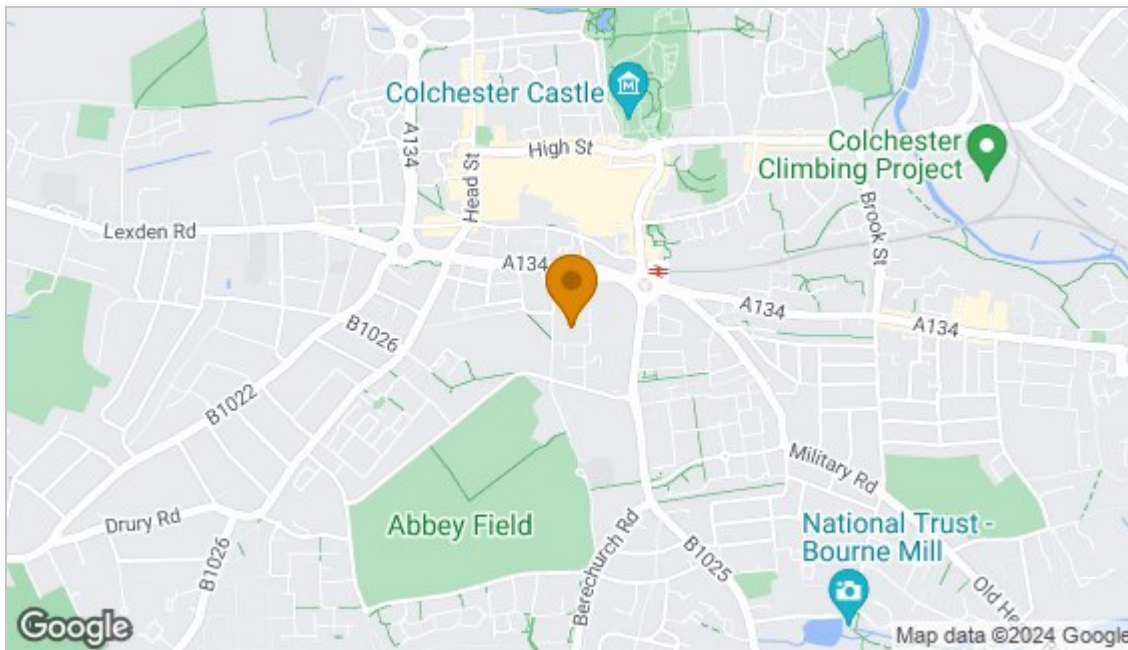 Colchester Castle
High St
A134
Head St
Colchester
Climbing Project
Brook St
Lexden Rd
A134
A134
A134
B1026
B1022
Military Rd
Drury Rd
Abbey Field
National Trust -
Bourne Mill
B1026
Berechurch Rd
B1025
Old He
Google
Map data ©2024 Google